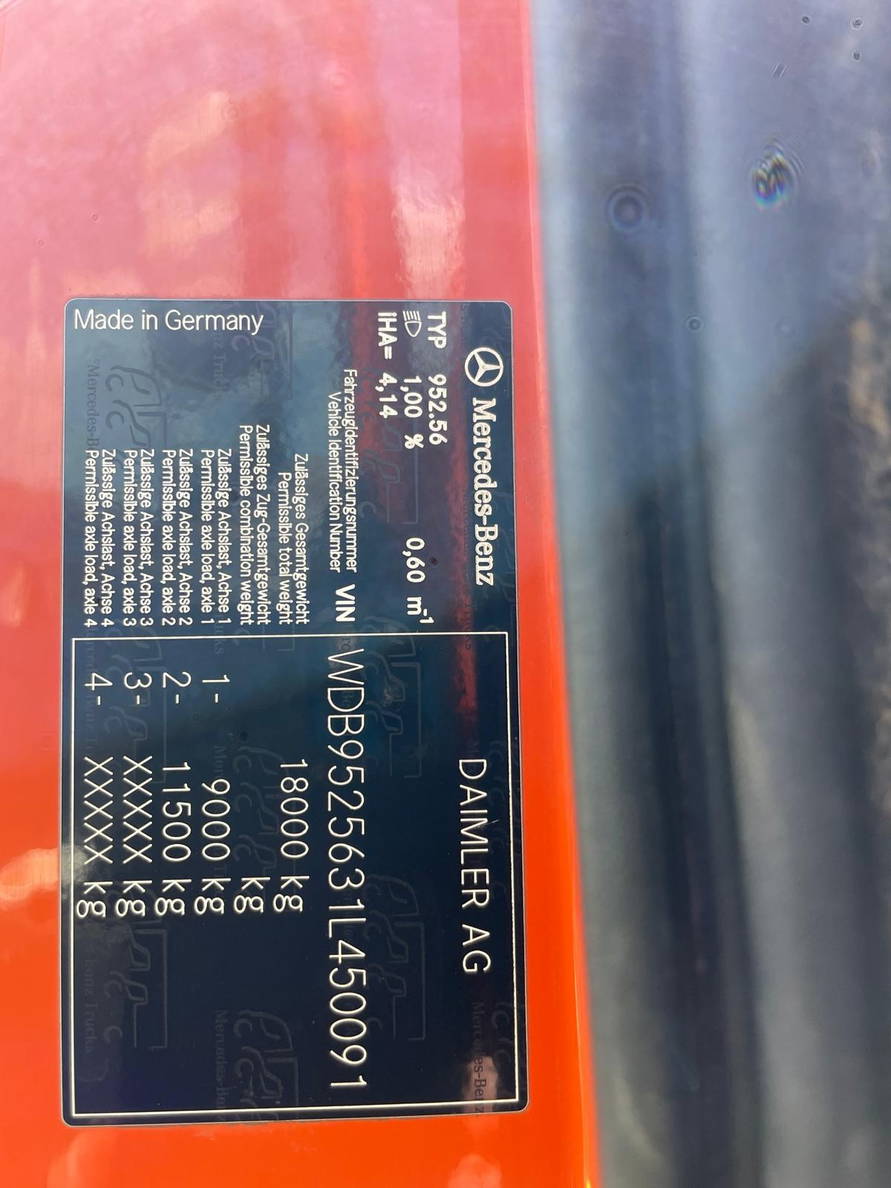 Mercedes-Benz
DAIMLER AG
TYP 952.56
1,00 % 0,60 m⁻¹
IHA= 4,14
Fahrzeugidentifizierungsnummer
Vehicle Identification Number VIN WDB9525631L450091
Zulässiges Gesamtgewicht
Permissible total weight 18000 kg
Zulässiges Zug-Gesamtgewicht
Permissible combination weight kg
Zulässige Achslast, Achse 1
Permissible axle load, axle 1 1- 9000 kg
Zulässige Achslast, Achse 2
Permissible axle load, axle 2 2- 11500 kg
Zulässige Achslast, Achse 3
Permissible axle load, axle 3 3- XXXXX kg
Zulässige Achslast, Achse 4
Permissible axle load, axle 4 4- XXXXX kg
Made in Germany